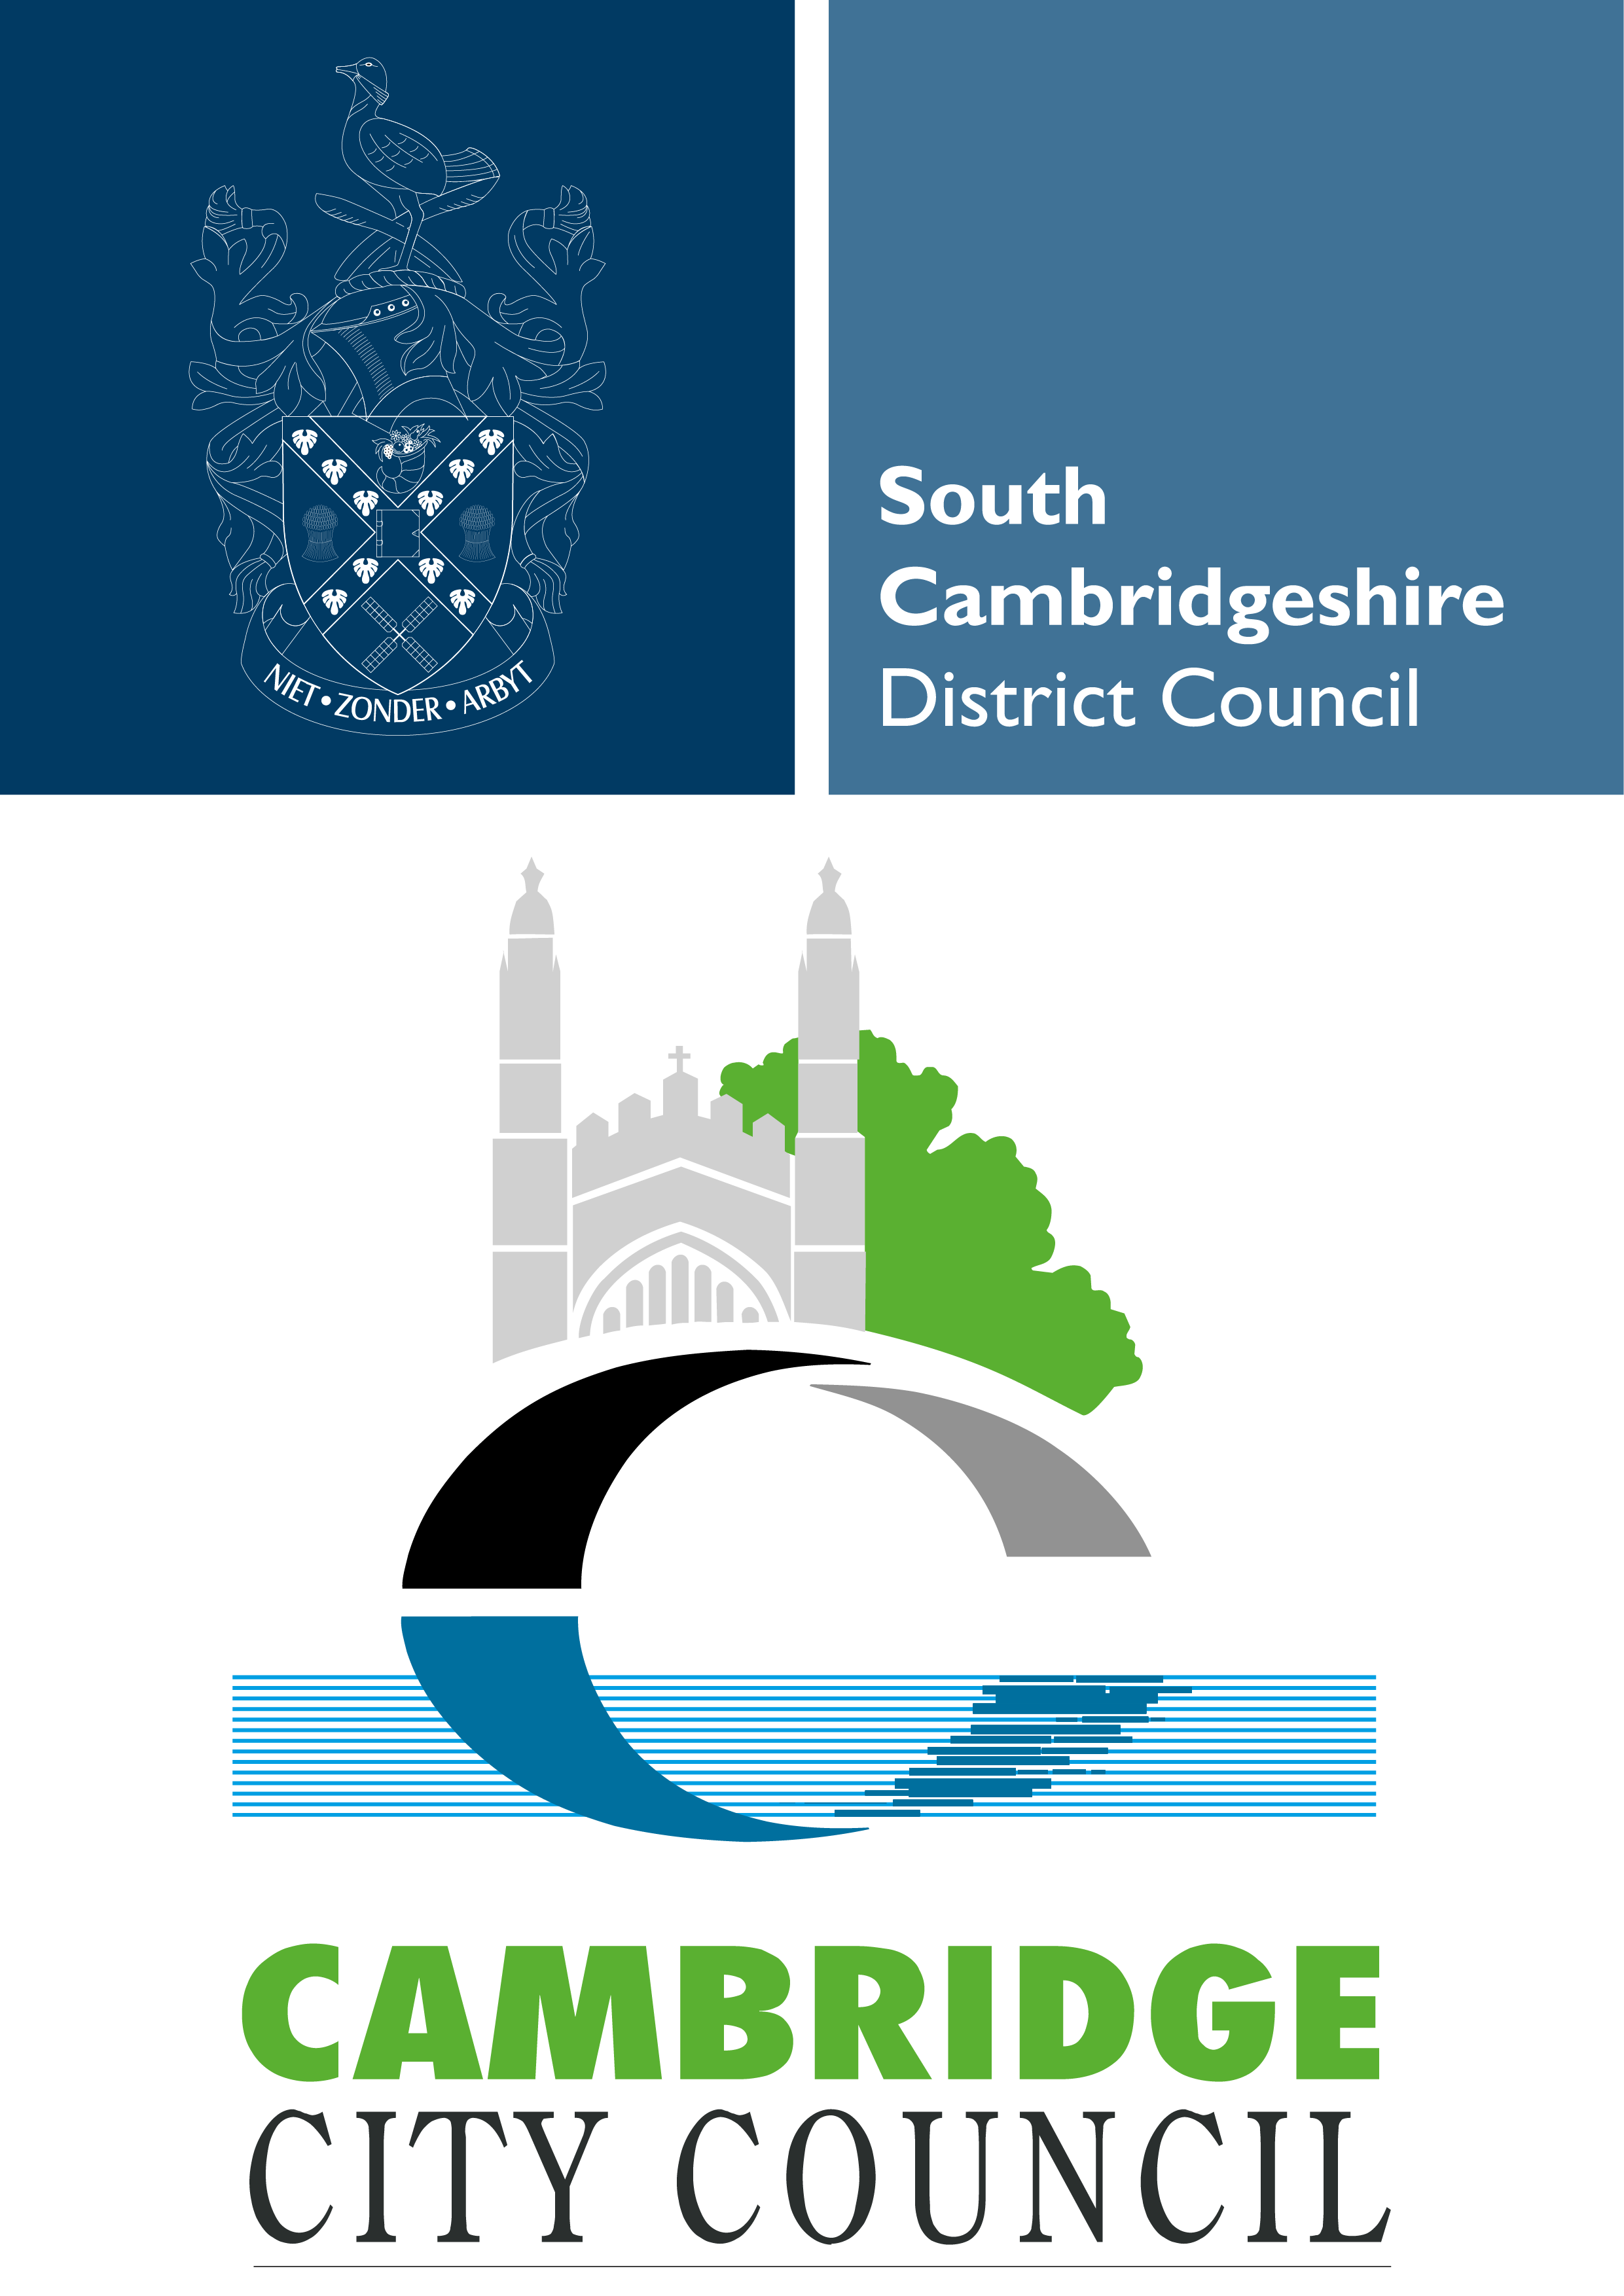 NIET • ZONDER • ARBYT
South
Cambridgeshire
District Council
CAMBRIDGE
CITY COUNCIL